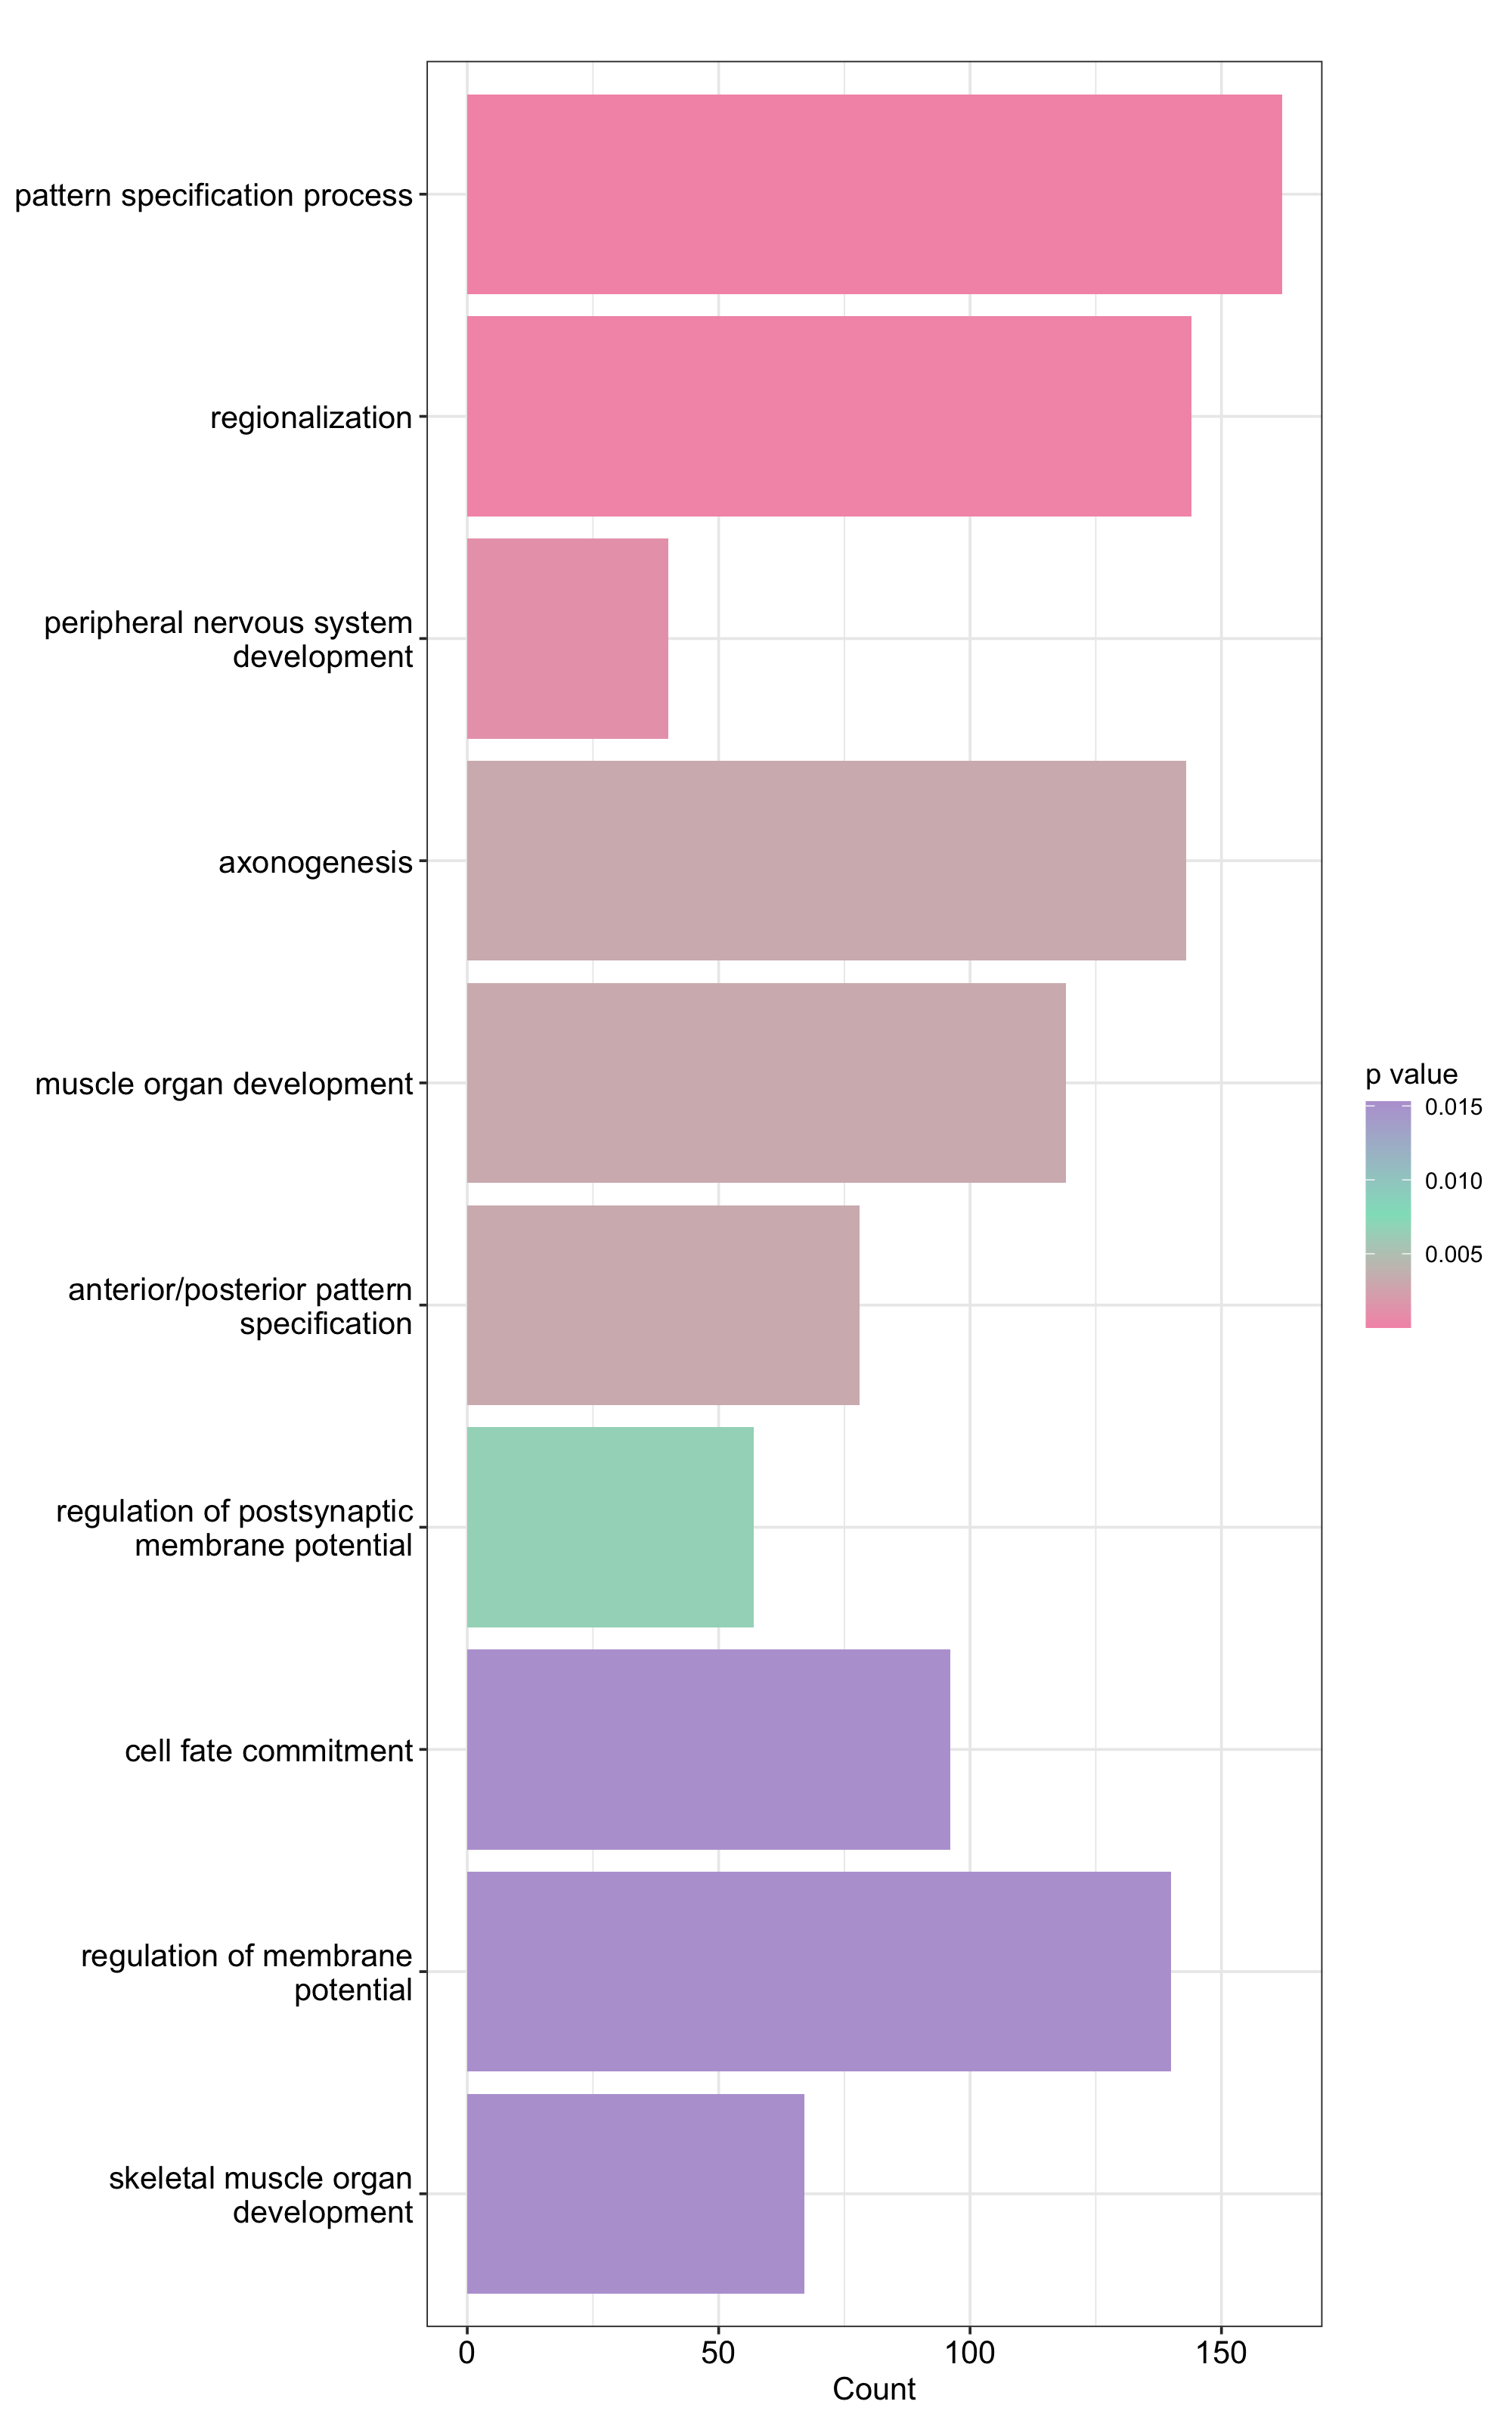 pattern specification process
regionalization
peripheral nervous system
development
axonogenesis
muscle organ development
anterior/posterior pattern
specification
regulation of postsynaptic
membrane potential
cell fate commitment
regulation of membrane
potential
skeletal muscle organ
development
0 50 100 150
Count
p value
0.015
0.010
0.005